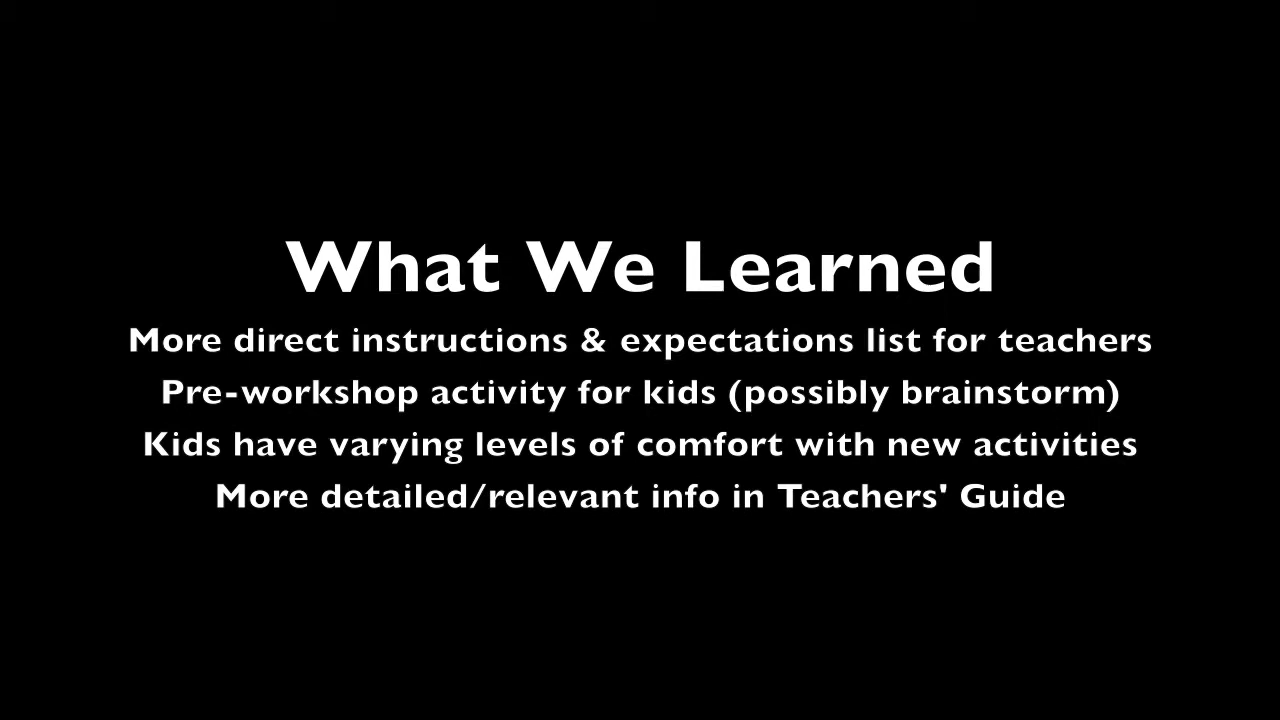 What We Learned
More direct instructions & expectations list for teachers
Pre-workshop activity for kids (possibly brainstorm)
Kids have varying levels of comfort with new activities
More detailed/relevant info in Teachers' Guide